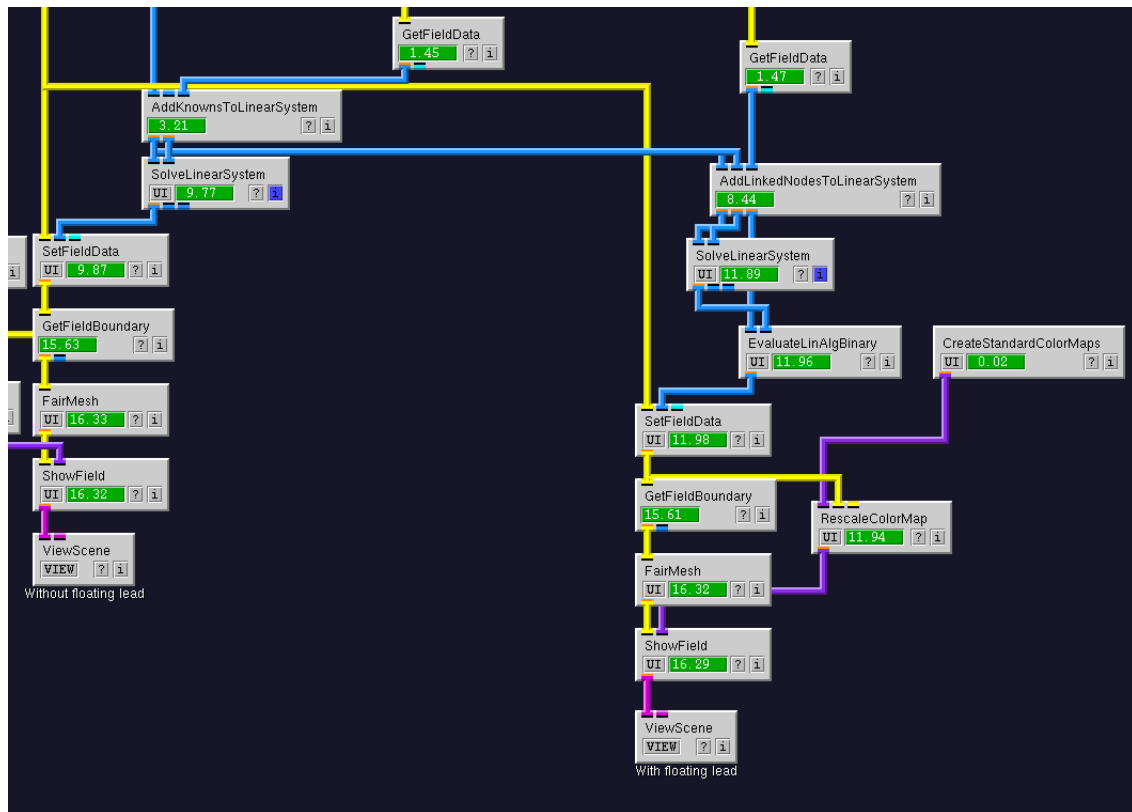 GetFieldData
1.45 ? i
GetFieldData
1.47 ? i
AddKnownsToLinearSystem
3.21 ? i
SolveLinearSystem
UI 9.77 ? i
AddLinkedNodesToLinearSystem
8.44 ? i
SetFieldData
UI 9.87 ? i
i
SolveLinearSystem
UI 11.89 ? i
GetFieldBoundary
15.63 ? i
EvaluateLinAlgBinary
UI 11.96 ? i
CreateStandardColorMaps
UI 0.02 ? i
FairMesh
UI 16.33 ? i
SetFieldData
UI 11.98 ? i
ShowField
UI 16.32 ? i
GetFieldBoundary
15.61 ? i
RescaleColorMap
UI 11.94 ? i
ViewScene
VIEW ? i
Without floating lead
FairMesh
UI 16.32 ? i
ShowField
UI 16.29 ? i
ViewScene
VIEW ? i
With floating lead